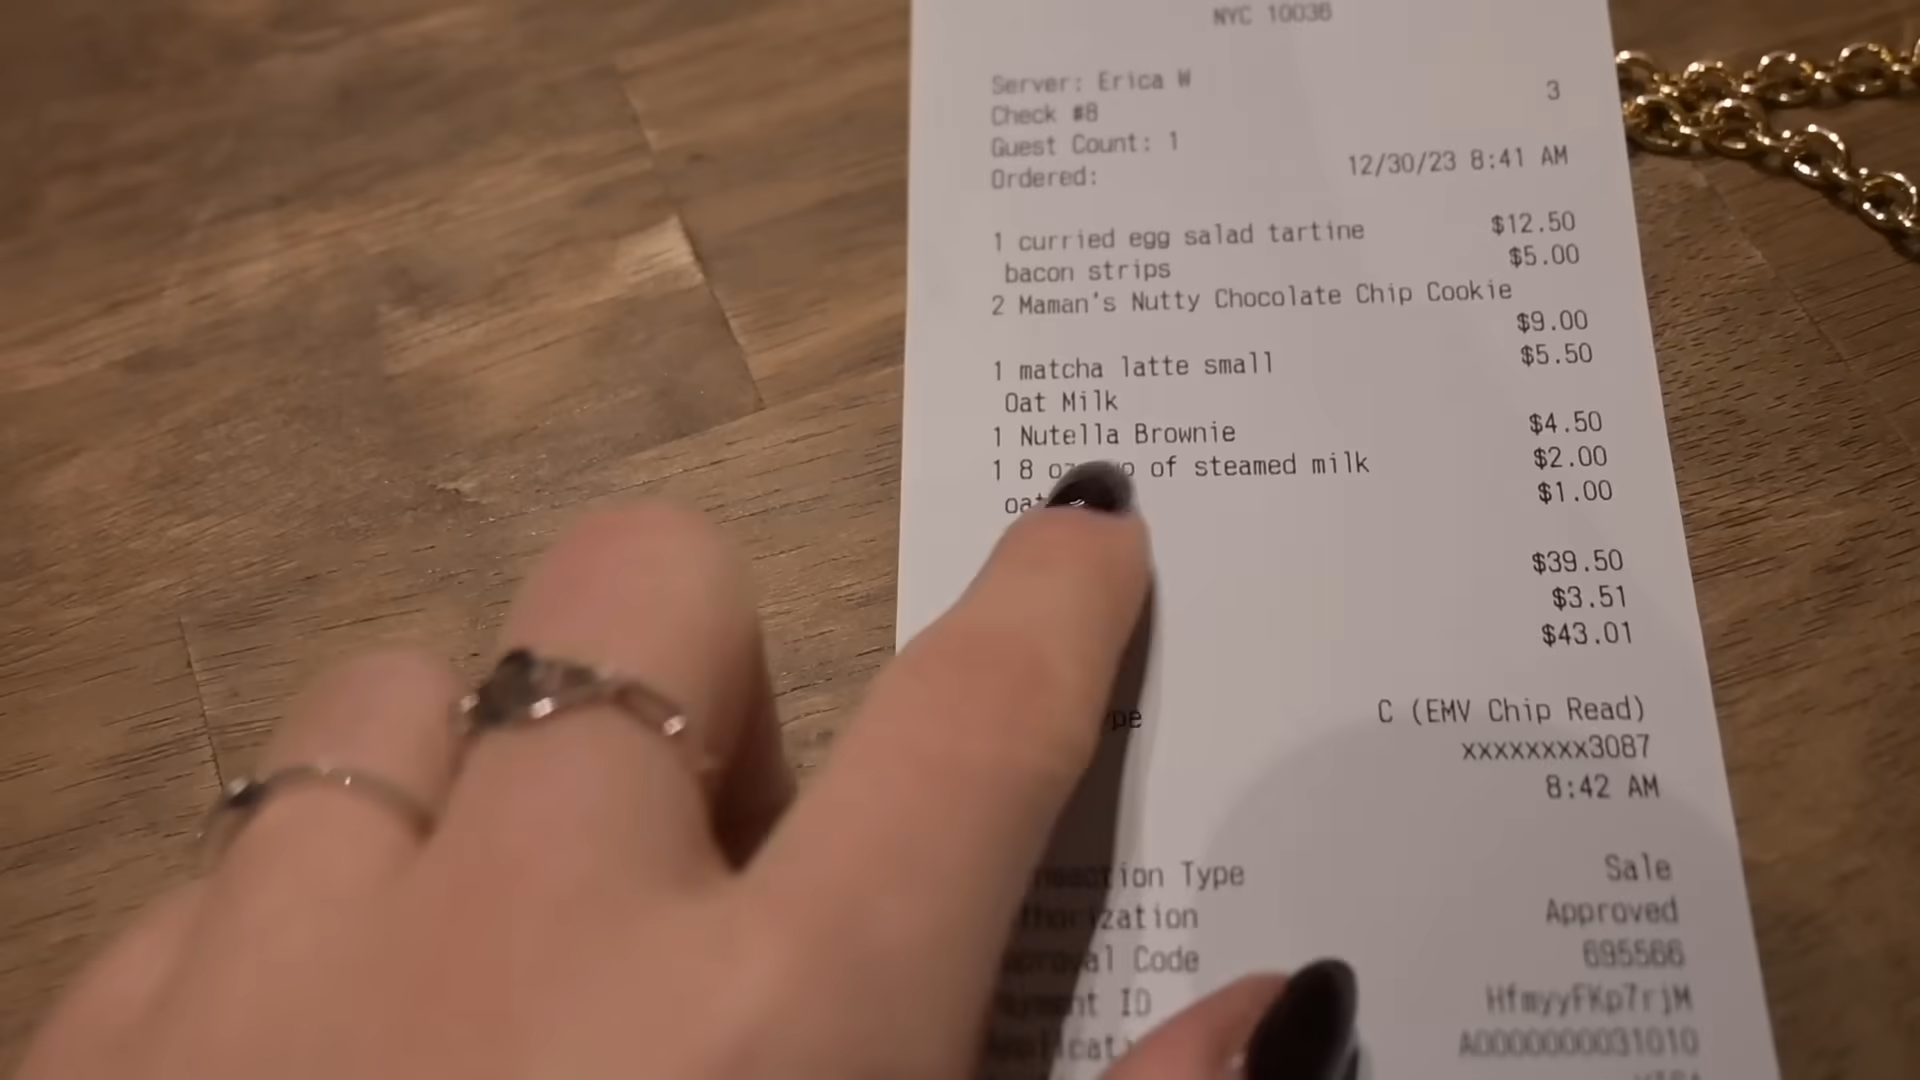 NYC 10036
Server: Erica W
3
Check #8
Guest Count: 1
Ordered: 12/30/23 8:41 AM
1 curried egg salad tartine $12.50
bacon strips $5.00
2 Maman's Nutty Chocolate Chip Cookie
$9.00
1 matcha latte small $5.50
Oat Milk
1 Nutella Brownie $4.50
1 8 of steamed milk $2.00
$1.00
$39.50
$3.51
$43.01
C (EMV Chip Read)
xxxxxxxx3087
8:42 AM
Type Sale
Approved
Code 695566
ID HfmyyFKp7rjM
A0000000031010